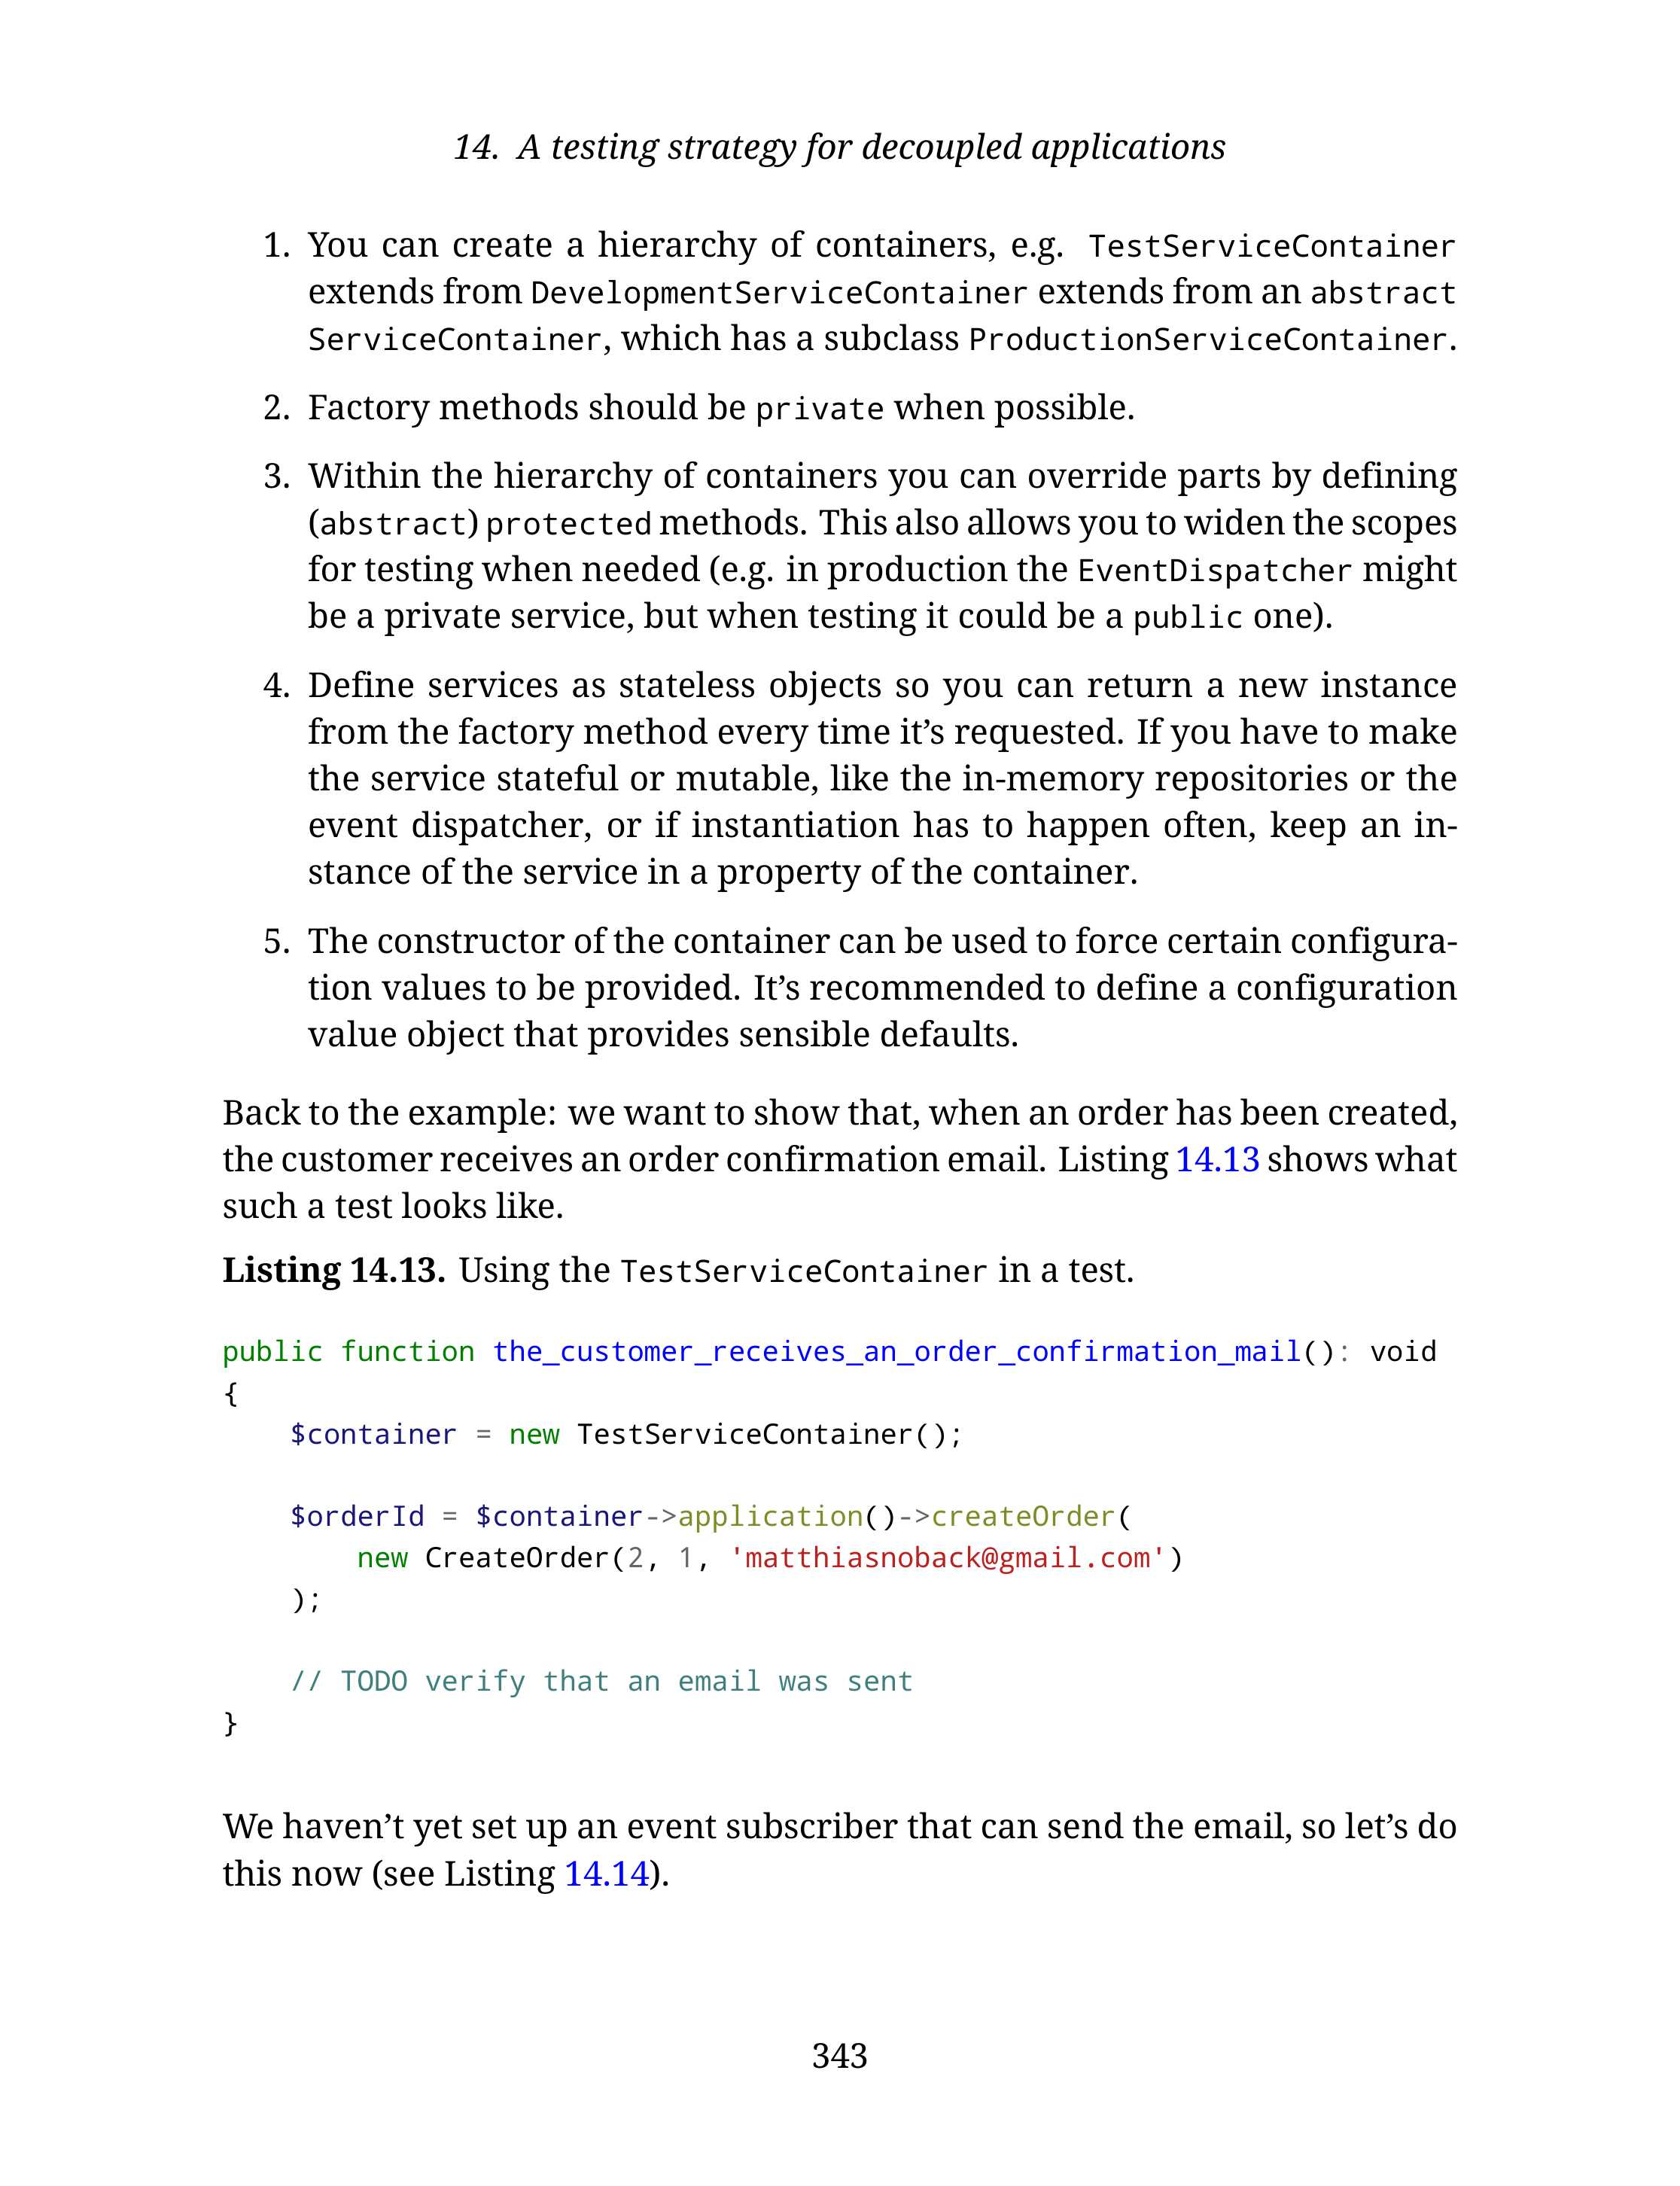 14. A testing strategy for decoupled applications
1. You can create a hierarchy of containers, e.g. TestServiceContainer
extends from DevelopmentServiceContainer extends from an abstract
ServiceContainer, which has a subclass ProductionServiceContainer.
2. Factory methods should be private when possible.
3. Within the hierarchy of containers you can override parts by defining
(abstract) protected methods. This also allows you to widen the scopes
for testing when needed (e.g. in production the EventDispatcher might
be a private service, but when testing it could be a public one).
4. Define services as stateless objects so you can return a new instance
from the factory method every time it’s requested. If you have to make
the service stateful or mutable, like the in-memory repositories or the
event dispatcher, or if instantiation has to happen often, keep an in-
stance of the service in a property of the container.
5. The constructor of the container can be used to force certain configura-
tion values to be provided. It’s recommended to define a configuration
value object that provides sensible defaults.
Back to the example: we want to show that, when an order has been created,
the customer receives an order confirmation email. Listing 14.13 shows what
such a test looks like.
Listing 14.13. Using the TestServiceContainer in a test.
public function the_customer_receives_an_order_confirmation_mail(): void
{
    $container = new TestServiceContainer();
    $orderId = $container->application()->createOrder(
        new CreateOrder(2, 1, 'matthiasnoback@gmail.com')
    );
    // TODO verify that an email was sent
}
We haven’t yet set up an event subscriber that can send the email, so let’s do
this now (see Listing 14.14).
343